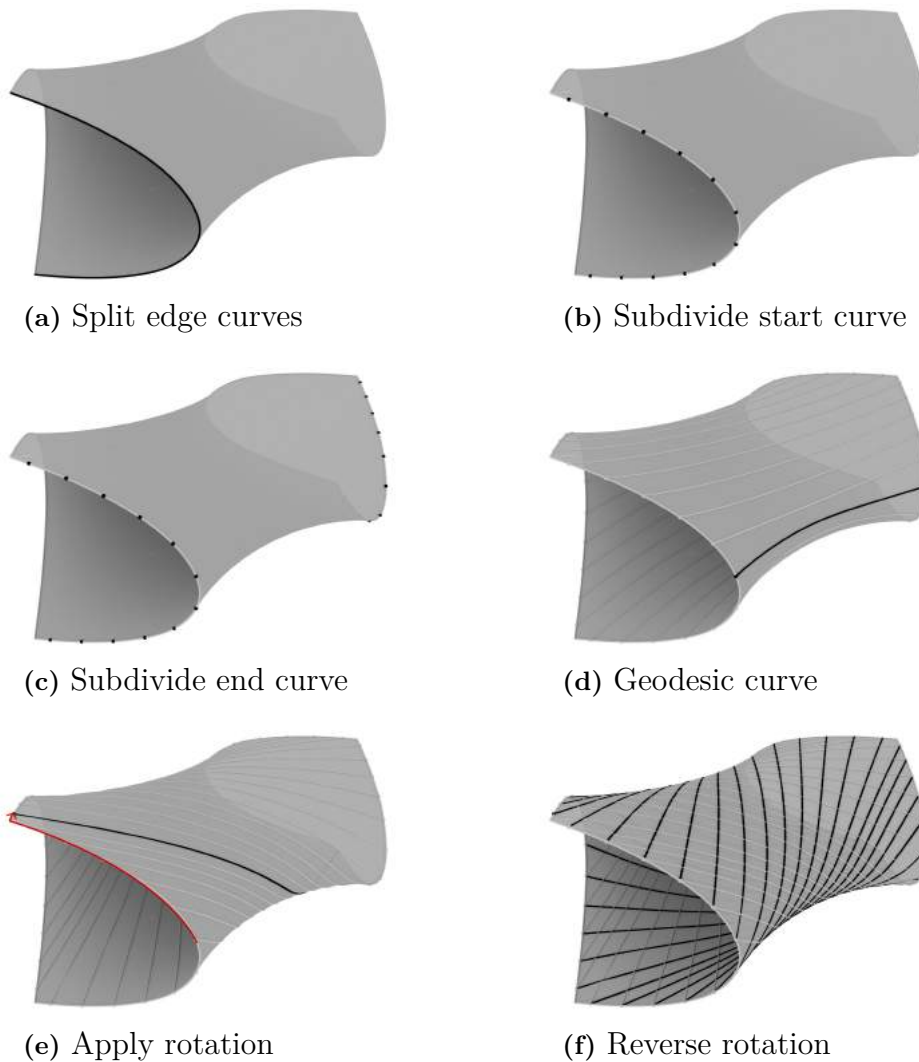 (a) Split edge curves
(b) Subdivide start curve
(c) Subdivide end curve
(d) Geodesic curve
(e) Apply rotation
(f) Reverse rotation